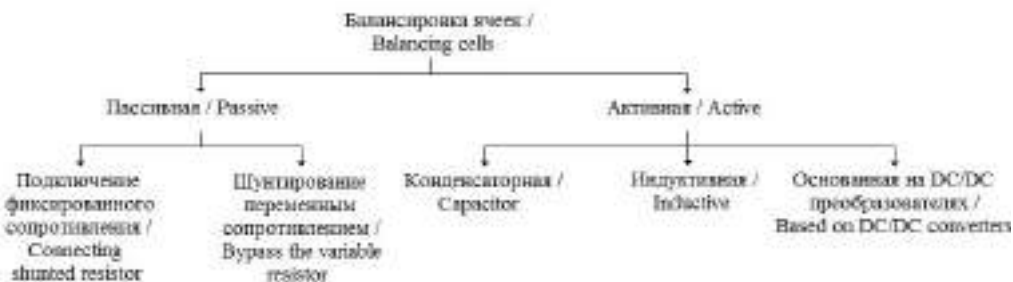 Балансировка ячеек /
Balancing cells
Пассивная / Passive
Активная / Active
Подключение
фиксированного
сопротивления /
Connecting
shunted resistor
Шунтирование
переменным
сопротивлением /
Bypass the variable
resistor
Конденсаторная /
Capacitor
Индуктивная /
Inductive
Основанная на DC/DC
преобразователях /
Based on DC/DC converters